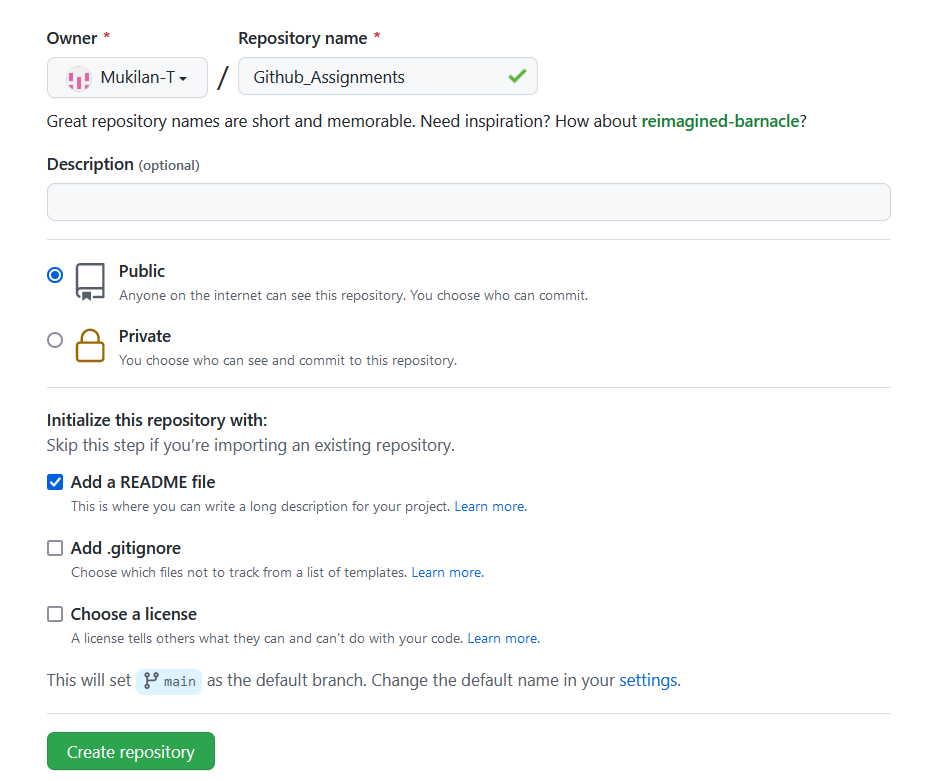 Owner * Repository name *
Mukilan-T / Github_Assignments
Great repository names are short and memorable. Need inspiration? How about reimagined-barnacle?
Description (optional)
Public
Anyone on the internet can see this repository. You choose who can commit.
Private
You choose who can see and commit to this repository.
Initialize this repository with:
Skip this step if you’re importing an existing repository.
Add a README file
This is where you can write a long description for your project. Learn more.
Add .gitignore
Choose which files not to track from a list of templates. Learn more.
Choose a license
A license tells others what they can and can't do with your code. Learn more.
This will set main as the default branch. Change the default name in your settings.
Create repository